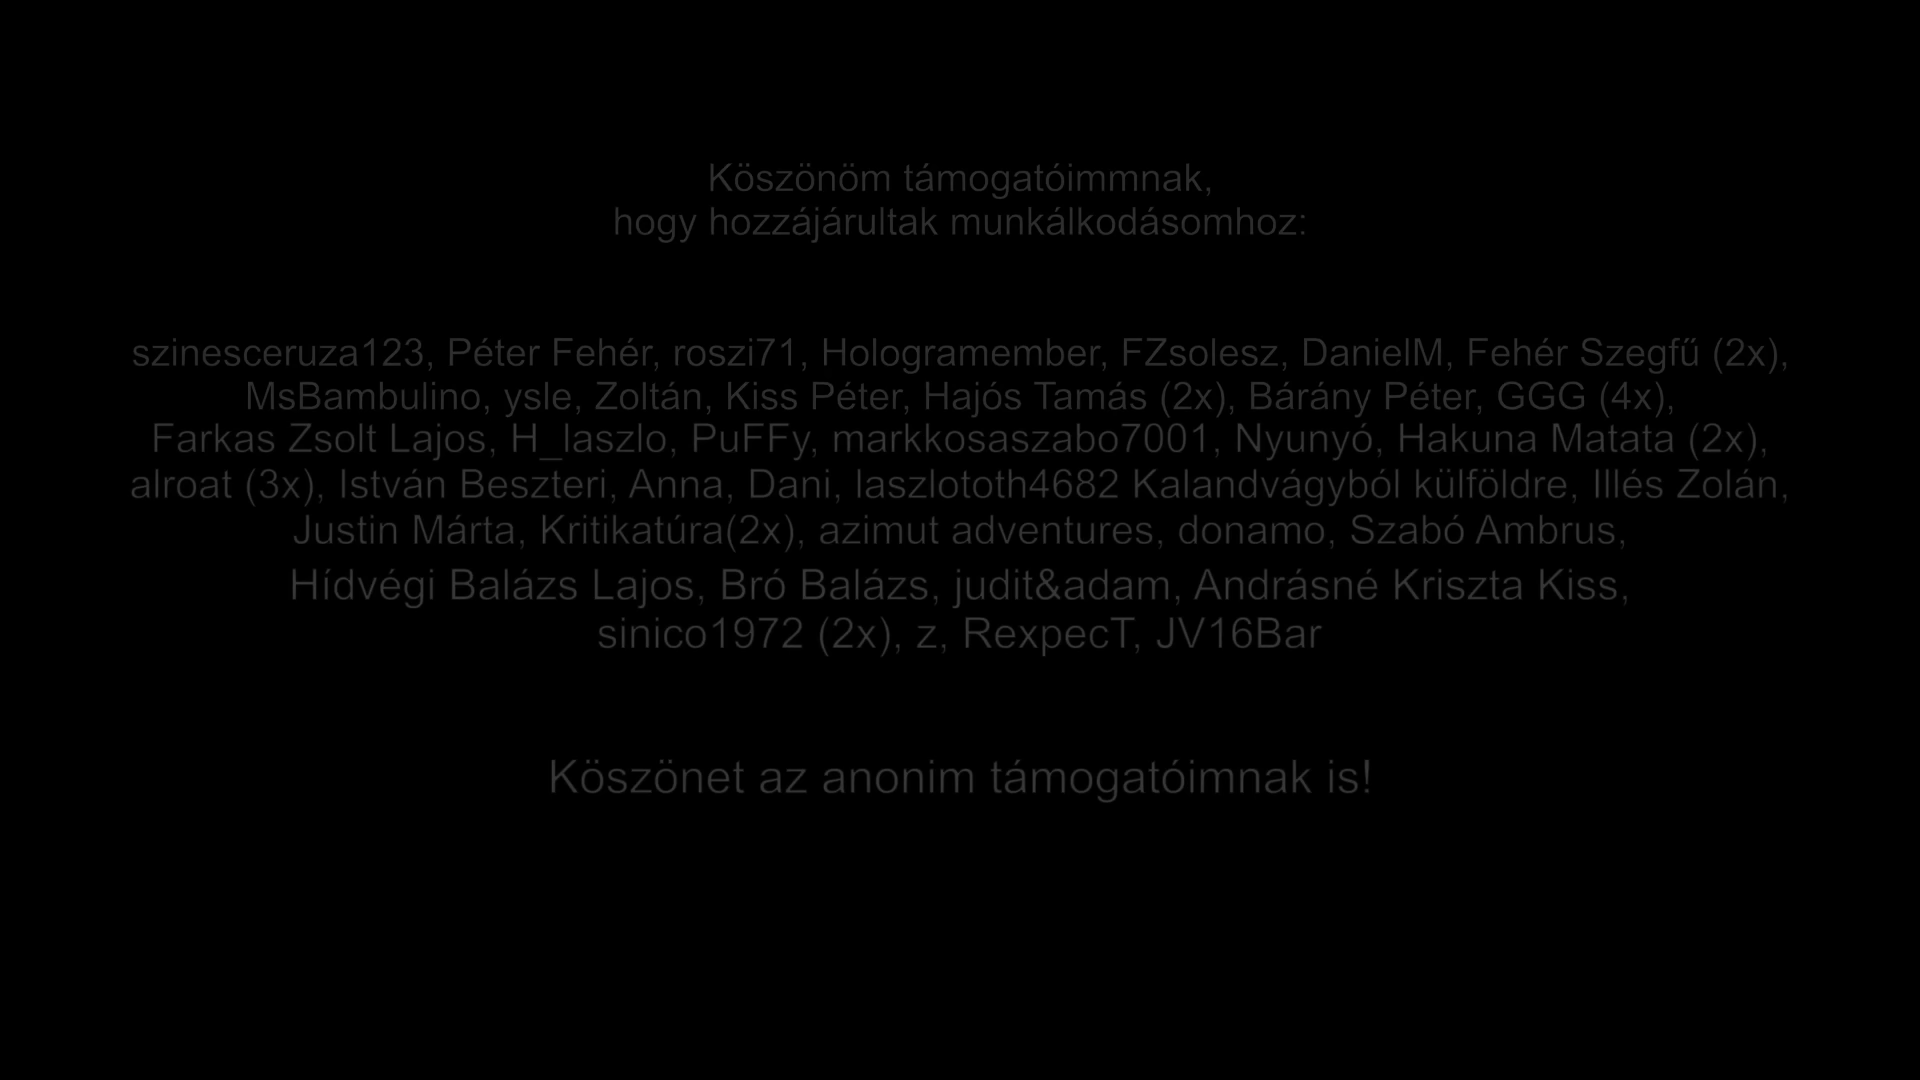 Köszönöm támogatóimmnak,
hogy hozzájárultak munkálkodásomhoz:
szinesceruza123, Péter Fehér, roszi71, Hologramember, FZsolesz, DanielM, Fehér Szegfű (2x),
MsBambulino, ysle, Zoltán, Kiss Péter, Hajós Tamás (2x), Bárány Péter, GGG (4x),
Farkas Zsolt Lajos, H_laszlo, PuFFy, markkosaszabo7001, Nyunyó, Hakuna Matata (2x),
alroat (3x), István Beszteri, Anna, Dani, laszlototh4682 Kalandvágyból külföldre, Illés Zolán,
Justin Márta, Kritikatúra(2x), azimut adventures, donamo, Szabó Ambrus,
Hídvégi Balázs Lajos, Bró Balázs, judit&adam, Andrásné Kriszta Kiss,
sinico1972 (2x), z, RexpecT, JV16Bar
Köszönet az anonim támogatóimnak is!